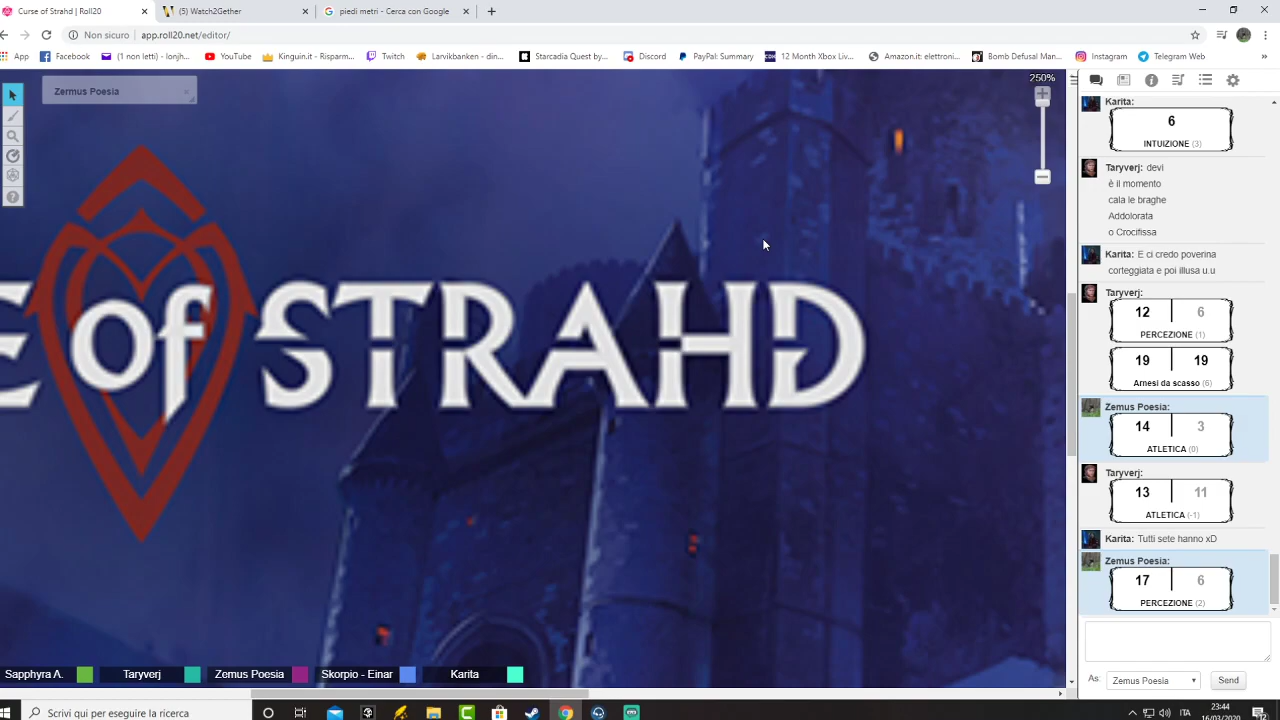 Curse of Strahd | Roll20
(5) Watch2Gether
piedi metri - Cerca con Google
Non sicuro
app.roll20.net/editor/
App
Facebook
(1 non letti) - lonjh...
YouTube
Kinguin.it - Risparm...
Twitch
Larvikbanken - din...
Starcadia Quest by...
Discord
PayPal: Summary
12 Month Xbox Liv...
Amazon.it: elettroni...
Bomb Defusal Man...
Instagram
Telegram Web
»
Zermus Poesia
250%
E of STRAHD
Karita:
6
INTUIZIONE (3)
Taryverj: devi
è il momento
cala le braghe
Addolorata
o Crocifissa
Karita: E ci credo poverina
corteggiata e poi illusa u.u
Taryverj:
12 6
PERCEZIONE (1)
19 19
Arnesi da scasso (6)
Zemus Poesia:
14 3
ATLETICA (0)
Taryverj:
13 11
ATLETICA (-1)
Karita: Tutti sete hanno xD
Zemus Poesia:
17 6
PERCEZIONE (2)
As:
Zemus Poesia
Send
Sapphyra A.
Taryverj
Zemus Poesia
Skorpio - Einar
Karita
Scrivi qui per eseguire la ricerca
ITA
23:44
16/03/2020